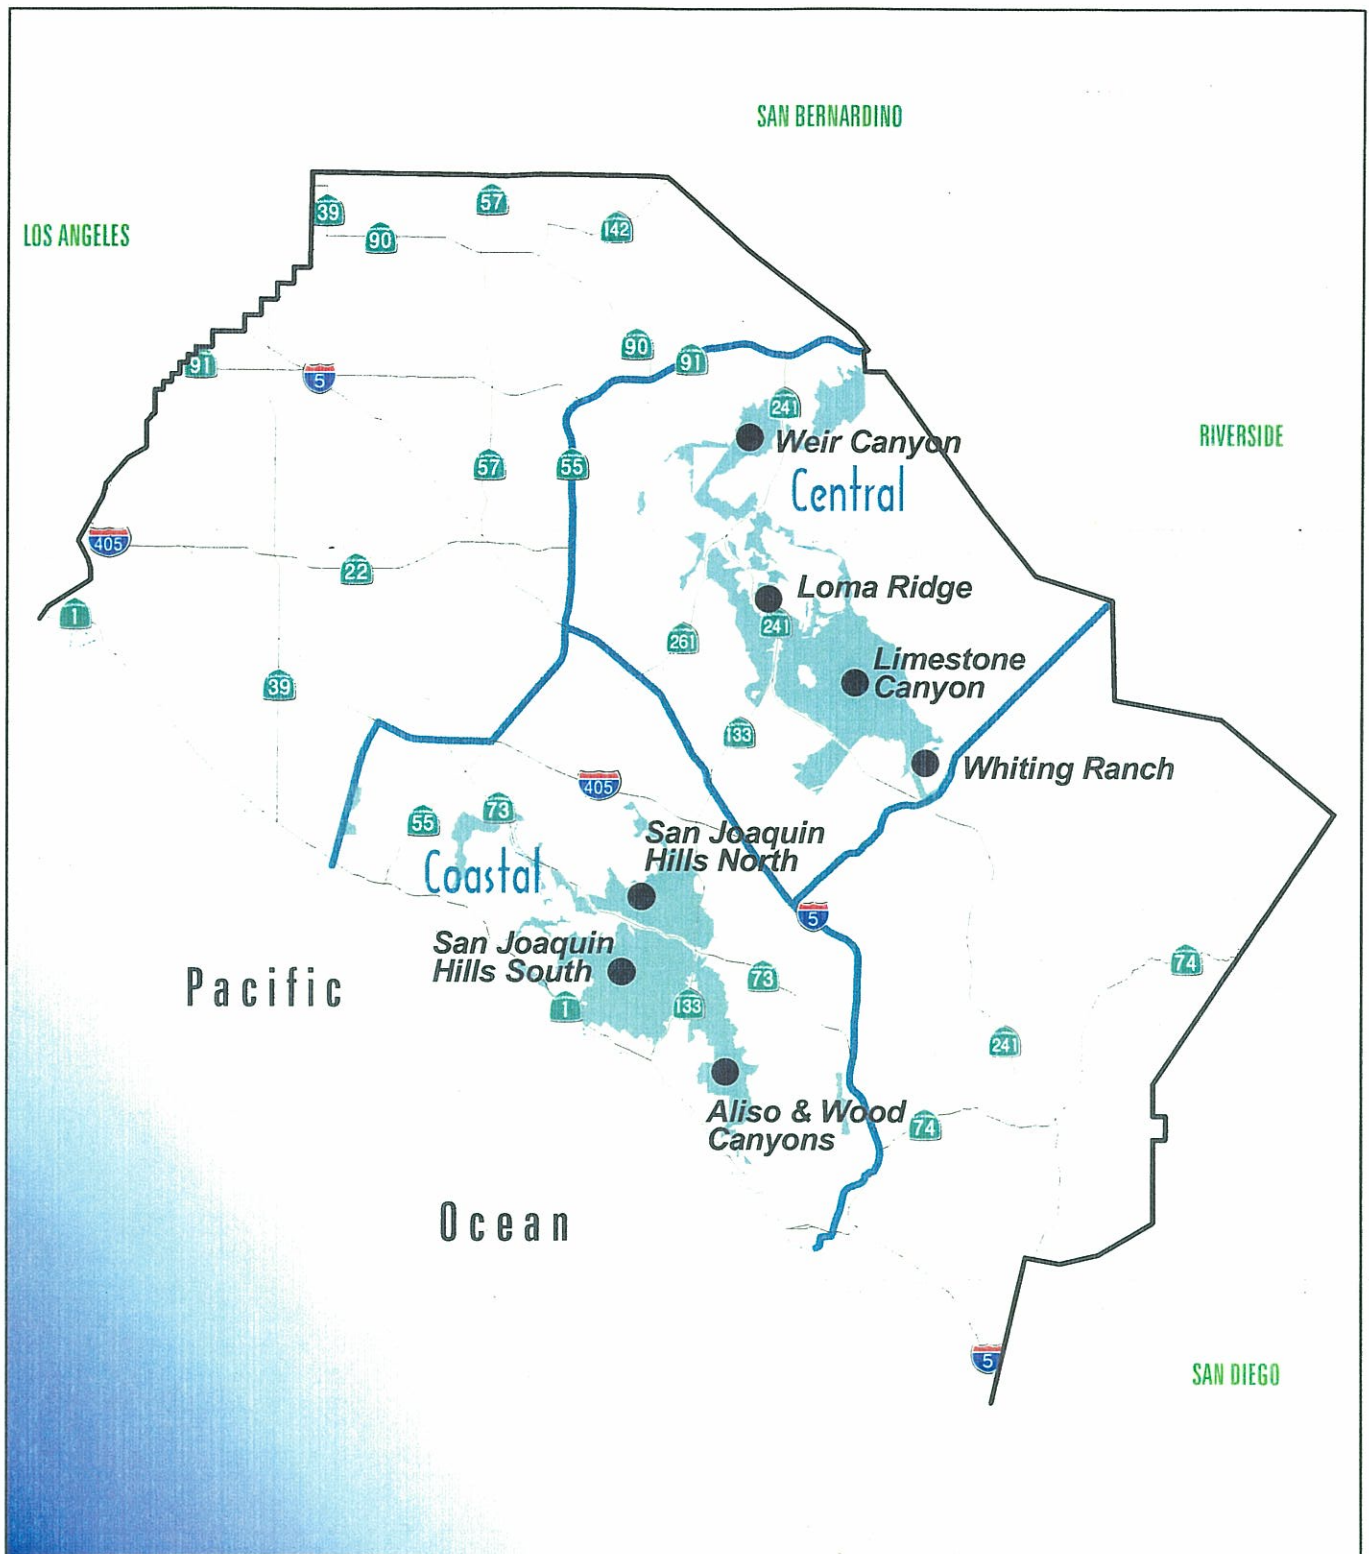 SAN BERNARDINO
39
57
142
LOS ANGELES
90
90
91
91
5
241
RIVERSIDE
Weir Canyon
57
55
Central
405
22
Loma Ridge
1
241
261
Limestone
Canyon
39
133
Whiting Ranch
405
55
73
San Joaquin
Hills North
Coastal
5
San Joaquin
Hills South
Pacific
73
74
1
133
241
Aliso & Wood
Canyons
74
Ocean
5
SAN DIEGO